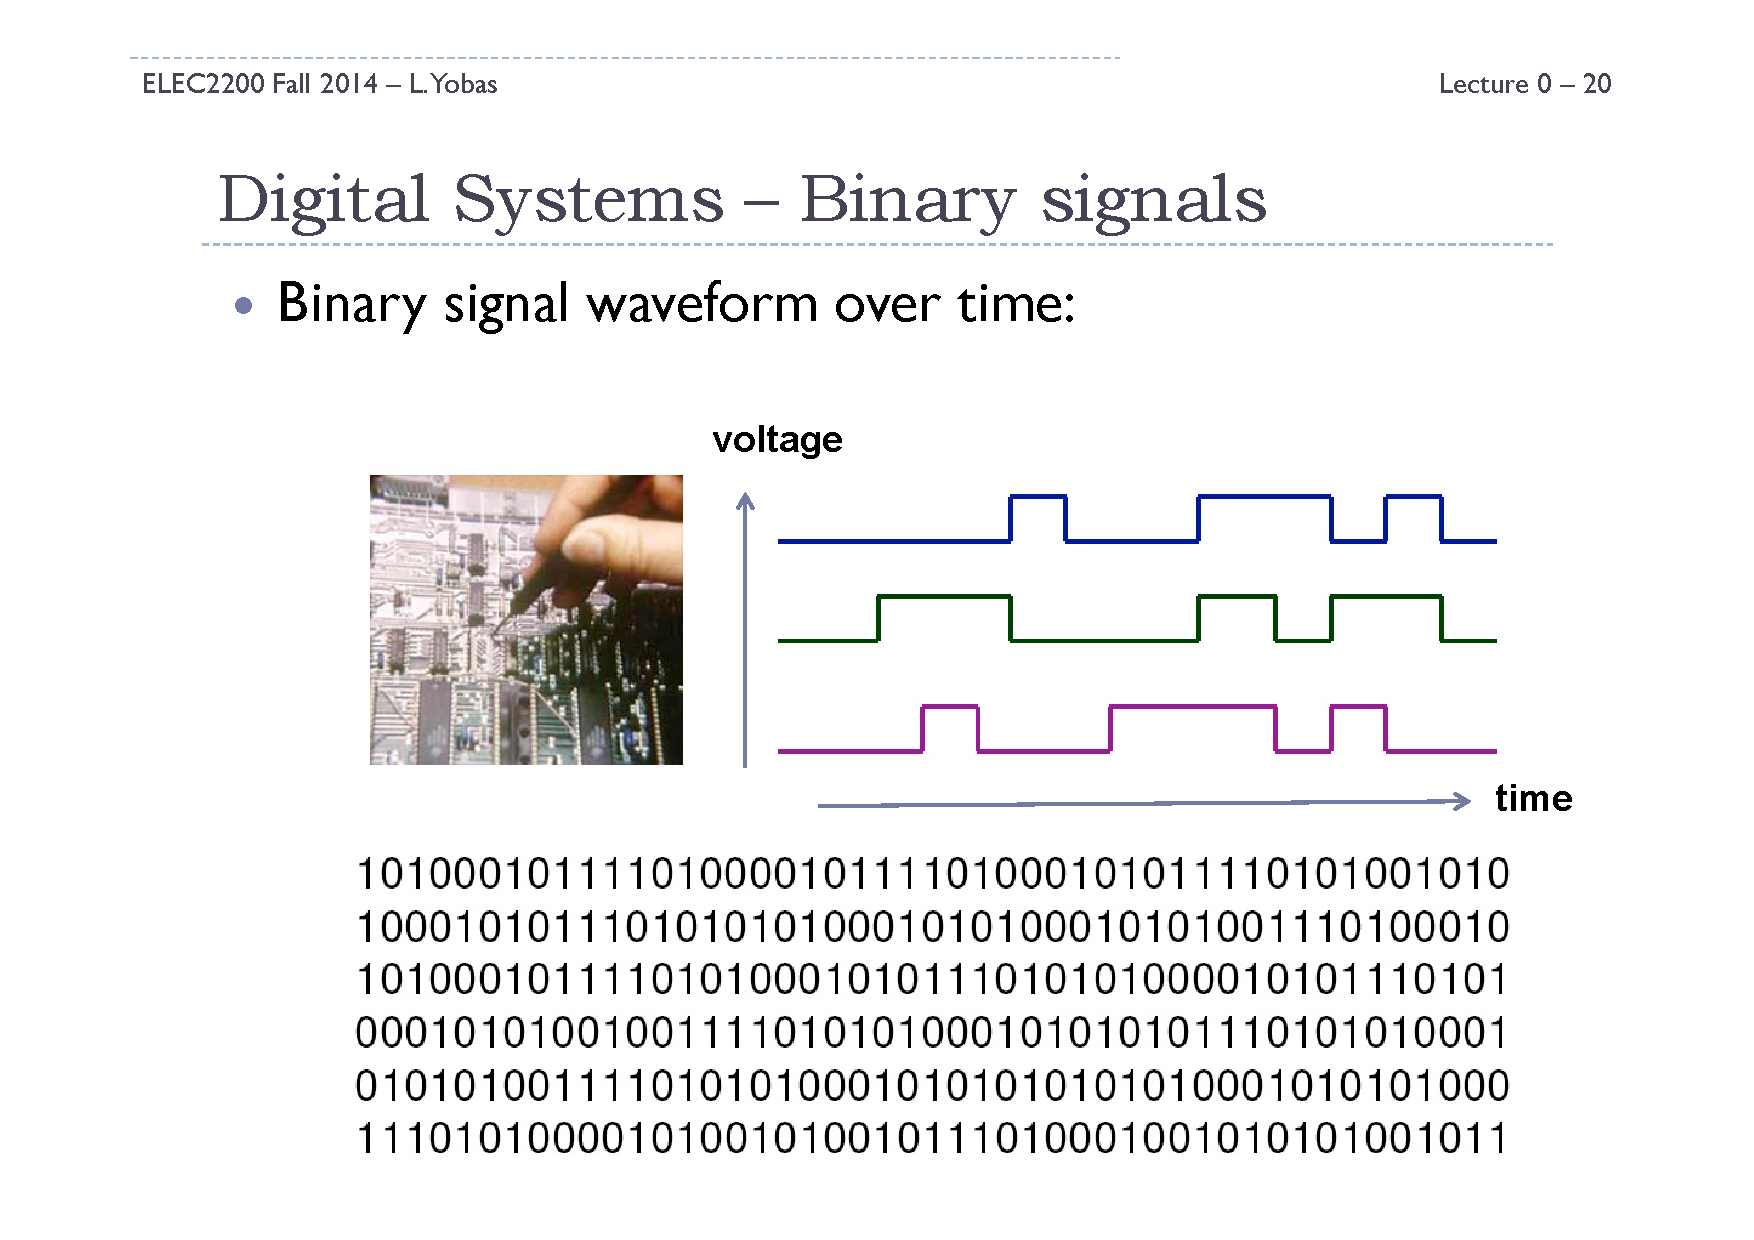 ELEC2200 Fall 2014 – L.Yobas
Lecture 0 – 20
Digital Systems – Binary signals
• Binary signal waveform over time:
voltage
time
10100010111101000010111101000101011110101001010
10001010111010101010001010100010101001110100010
10100010111101010001010111010101000010101110101
00010101001001111010101000101010101110101010001
01010100111101010100010101010101010001010101000
11101010000101001010010111010001001010101001011